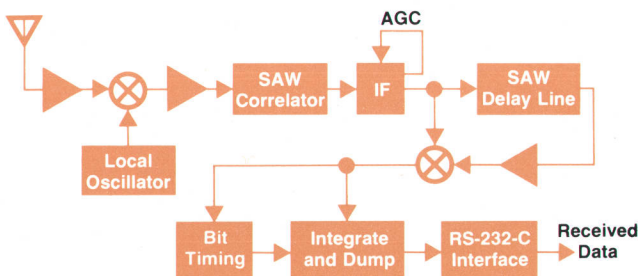 AGC
SAW
Correlator
IF
SAW
Delay Line
Local
Oscillator
Bit
Timing
Integrate
and Dump
RS-232-C
Interface
Received
Data